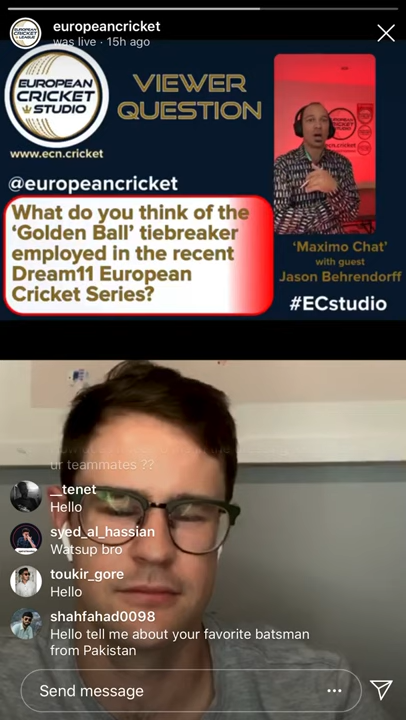 europeancricket
was live · 15h ago
EUROPEAN
CRICKET
STUDIO
www.ecn.cricket
VIEWER
QUESTION
@europeancricket
What do you think of the
‘Golden Ball’ tiebreaker
employed in the recent
Dream11 European
Cricket Series?
EUROPEAN
CRICKET
STUDIO
‘Maximo Chat’
with guest
Jason Behrendorff
#ECstudio
ur teammates ??
__tenet
Hello
syed_al_hassian
Watsup bro
toukir_gore
Hello
shahfahad0098
Hello tell me about your favorite batsman
from Pakistan
Send message